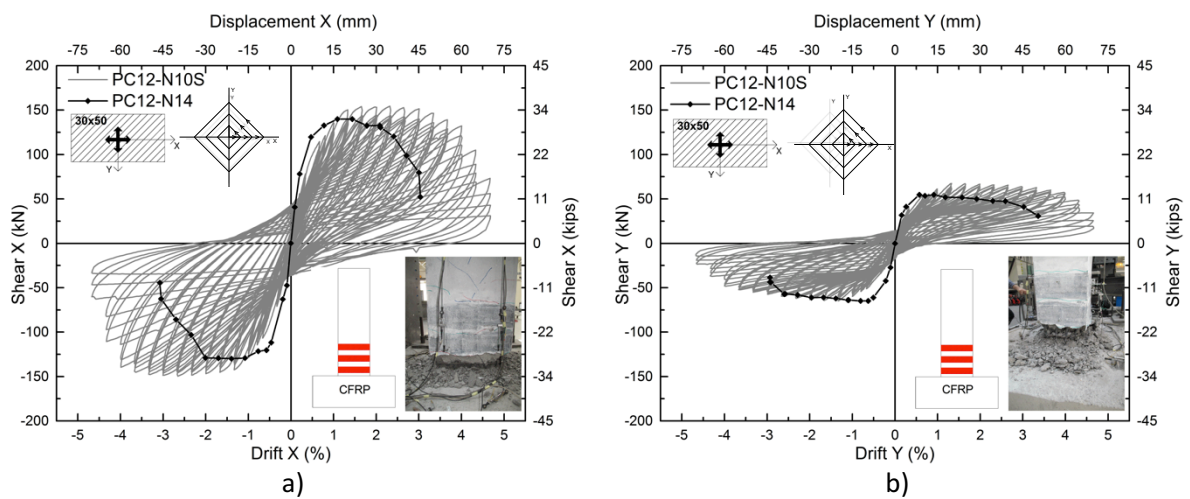 Displacement X (mm)
-75 -60 -45 -30 -15 0 15 30 45 60 75
200
150
100
50
0
-50
-100
-150
-200
Shear X (kN)
45
34
22
11
0
-11
-22
-34
-45
Shear X (kips)
PC12-N10S
PC12-N14
30x50
X
Y
Y
Y
X X
CFRP
-5 -4 -3 -2 -1 0 1 2 3 4 5
Drift X (%)
a)
Displacement Y (mm)
-75 -60 -45 -30 -15 0 15 30 45 60 75
200
150
100
50
0
-50
-100
-150
-200
Shear Y (kN)
45
34
22
11
0
-11
-22
-34
-45
Shear Y (kips)
PC12-N10S
PC12-N14
30x50
X
Y
Y
Y
X X
CFRP
-5 -4 -3 -2 -1 0 1 2 3 4 5
Drift Y (%)
b)